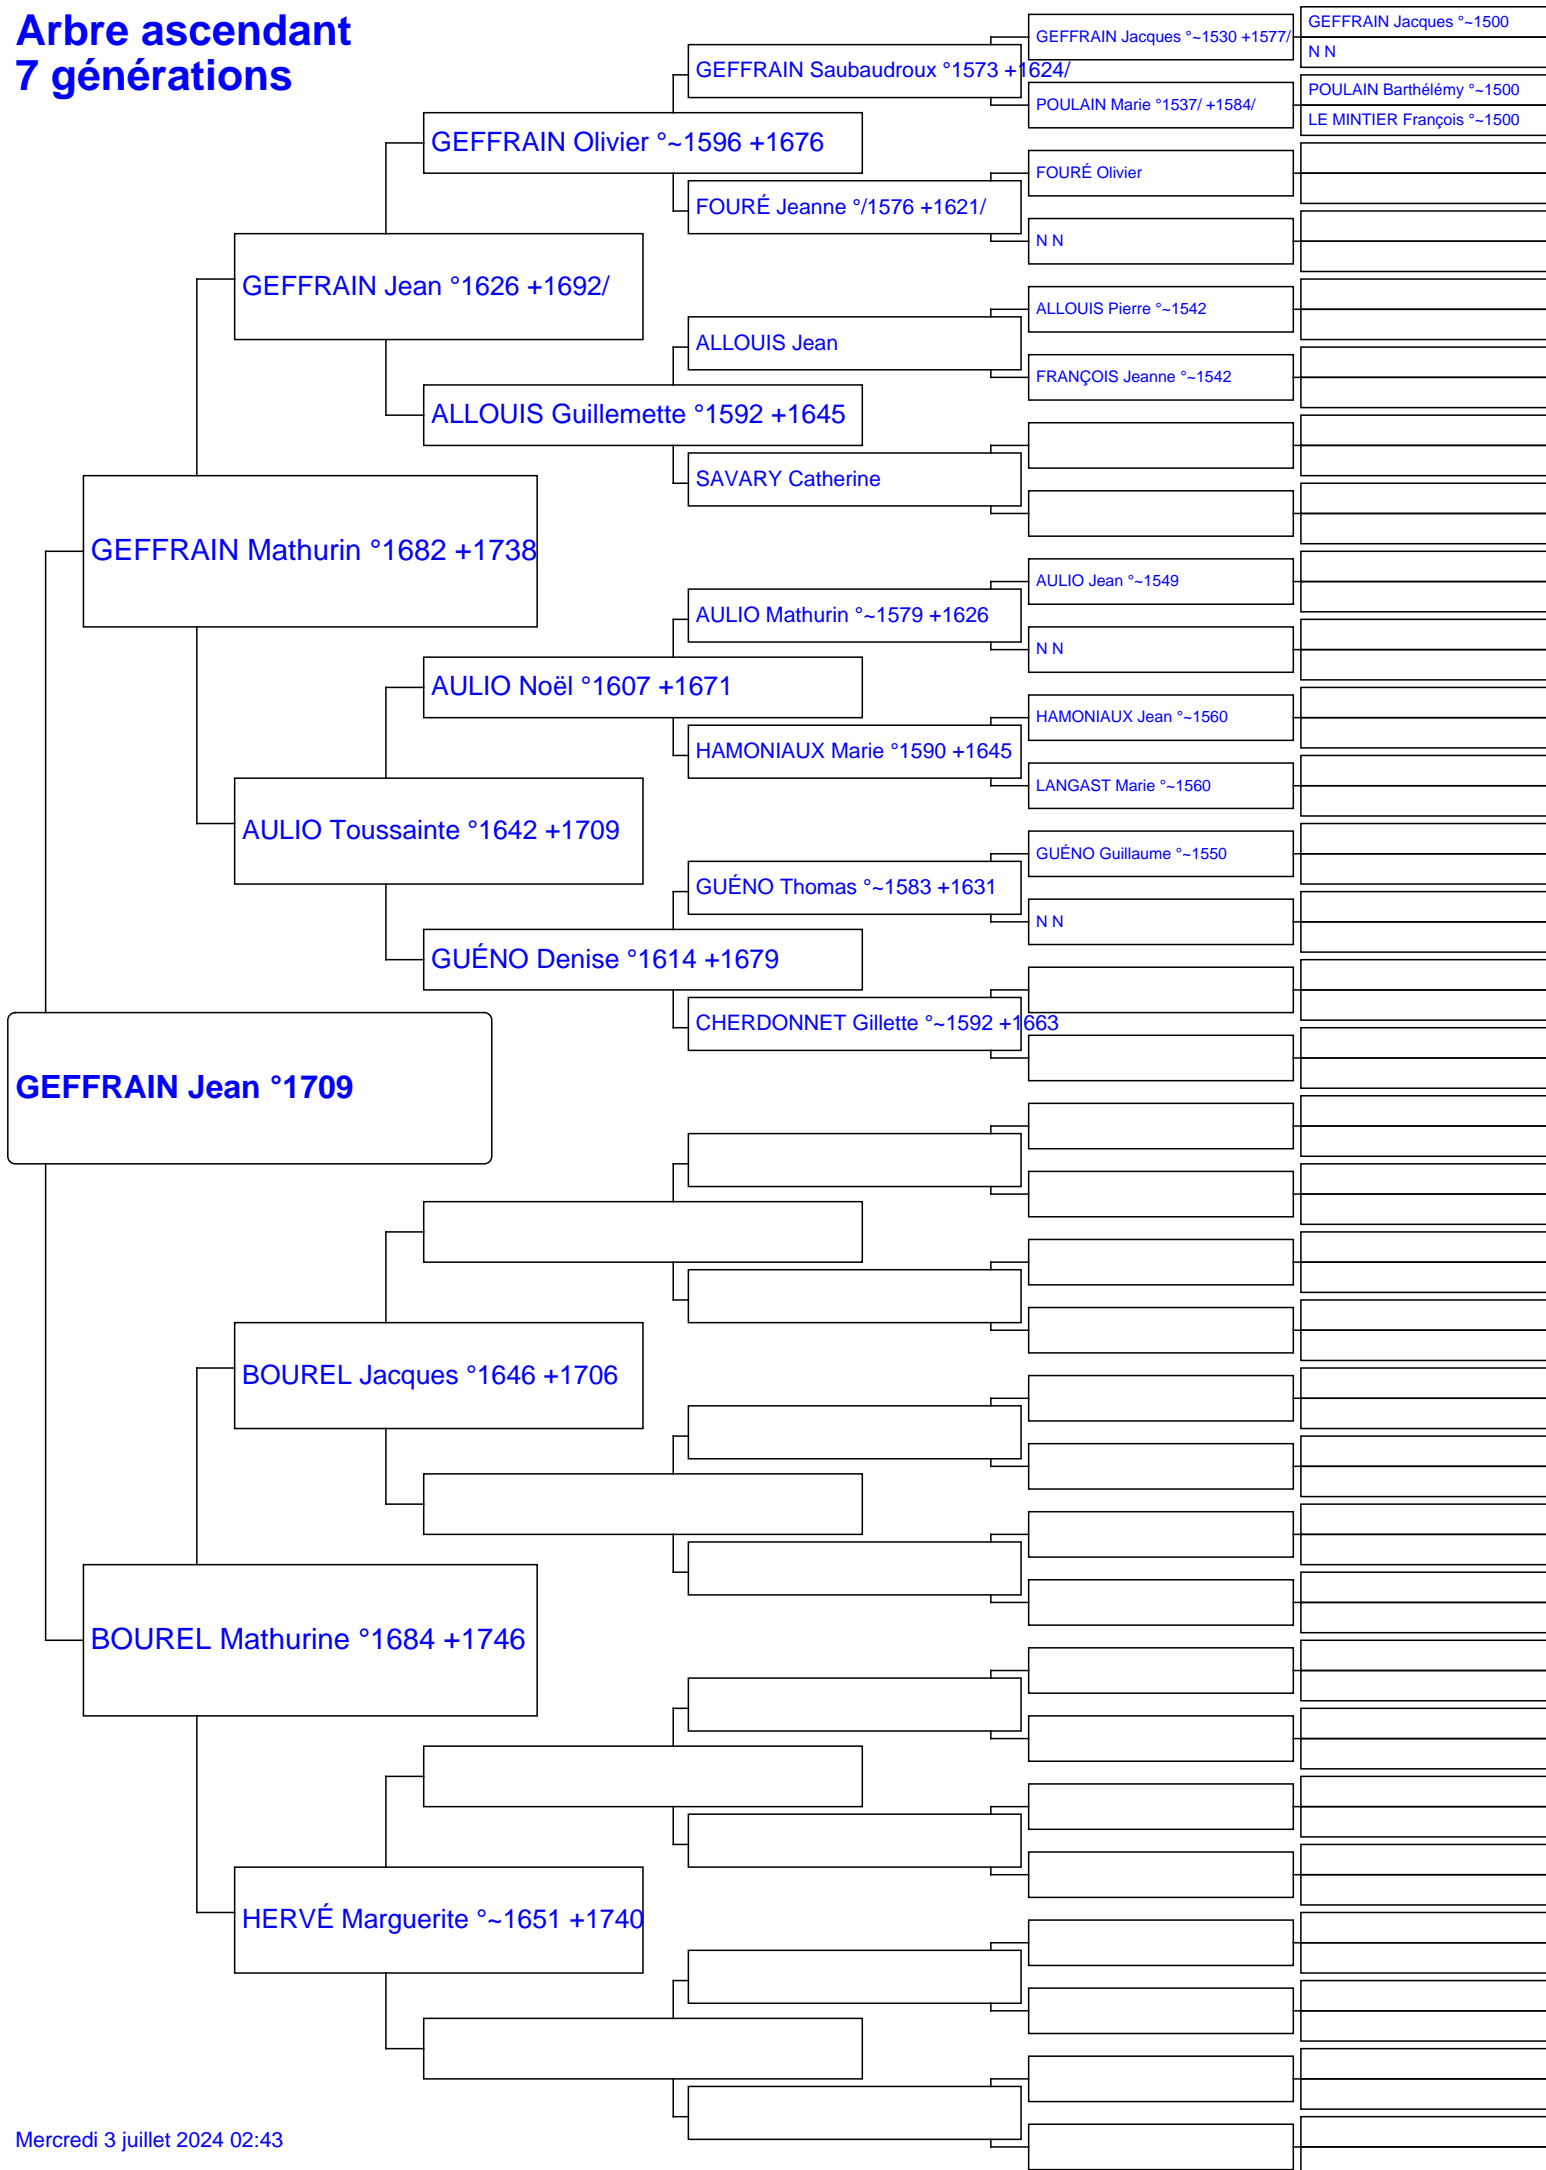 Arbre ascendant
7 générations
GEFFRAIN Jacques °~1500
N N
GEFFRAIN Jacques °~1530 +1577/
GEFFRAIN Saubaudroux °1573 +1624/
POULAIN Barthélémy °~1500
POULAIN Marie °1537/ +1584/
LE MINTIER François °~1500
GEFFRAIN Olivier °~1596 +1676
FOURÉ Olivier
FOURÉ Jeanne °/1576 +1621/
N N
GEFFRAIN Jean °1626 +1692/
ALLOUIS Pierre °~1542
ALLOUIS Jean
FRANÇOIS Jeanne °~1542
ALLOUIS Guillemette °1592 +1645
SAVARY Catherine
GEFFRAIN Mathurin °1682 +1738
AULIO Jean °~1549
AULIO Mathurin °~1579 +1626
N N
AULIO Noël °1607 +1671
HAMONIAUX Jean °~1560
HAMONIAUX Marie °1590 +1645
LANGAST Marie °~1560
AULIO Toussainte °1642 +1709
GUÉNO Guillaume °~1550
GUÉNO Thomas °~1583 +1631
N N
GUÉNO Denise °1614 +1679
CHERDONNET Gillette °~1592 +1663
GEFFRAIN Jean °1709
BOUREL Jacques °1646 +1706
BOUREL Mathurine °1684 +1746
HERVÉ Marguerite °~1651 +1740
Mercredi 3 juillet 2024 02:43